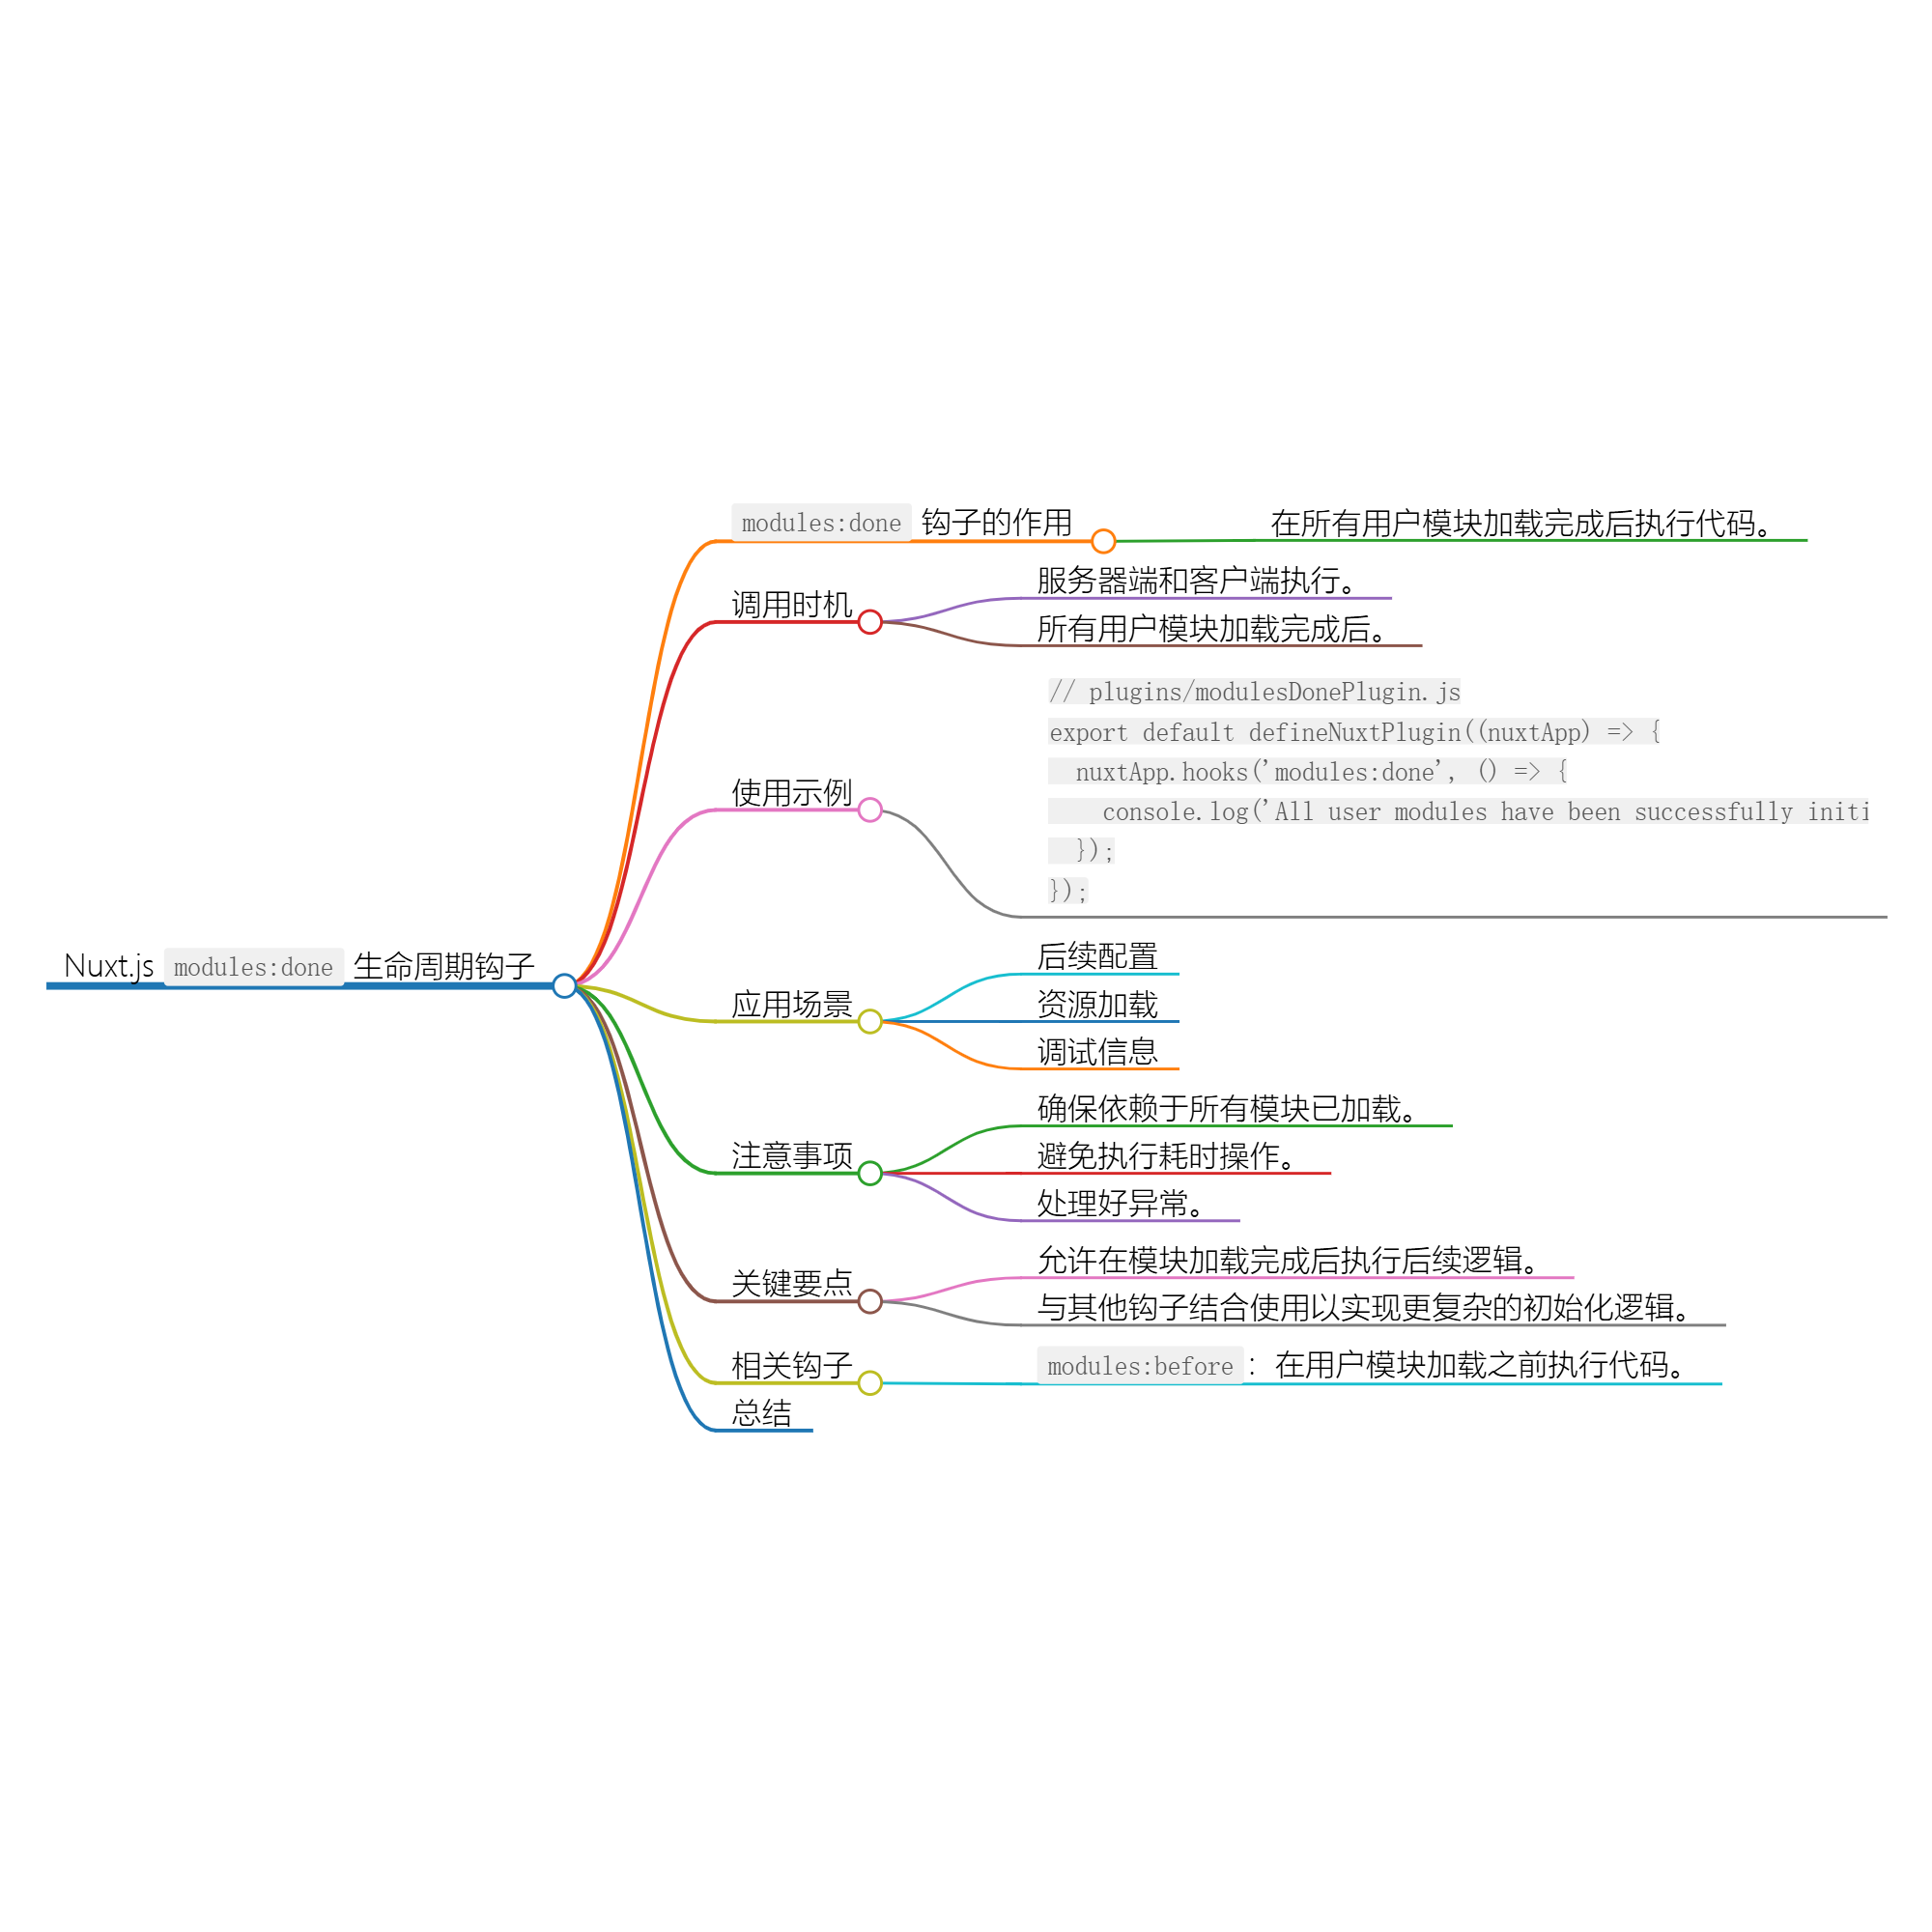 modules:done 钩子的作用
在所有用户模块加载完成后执行代码。
调用时机
服务器端和客户端执行。
所有用户模块加载完成后。
使用示例
// plugins/modulesDonePlugin.js
export default defineNuxtPlugin((nuxtApp) => {
  nuxtApp.hooks('modules:done', () => {
    console.log('All user modules have been successfully initi
  });
});
Nuxt.js modules:done 生命周期钩子
应用场景
后续配置
资源加载
调试信息
注意事项
确保依赖于所有模块已加载。
避免执行耗时操作。
处理好异常。
关键要点
允许在模块加载完成后执行后续逻辑。
与其他钩子结合使用以实现更复杂的初始化逻辑。
相关钩子
modules:before：在用户模块加载之前执行代码。
总结